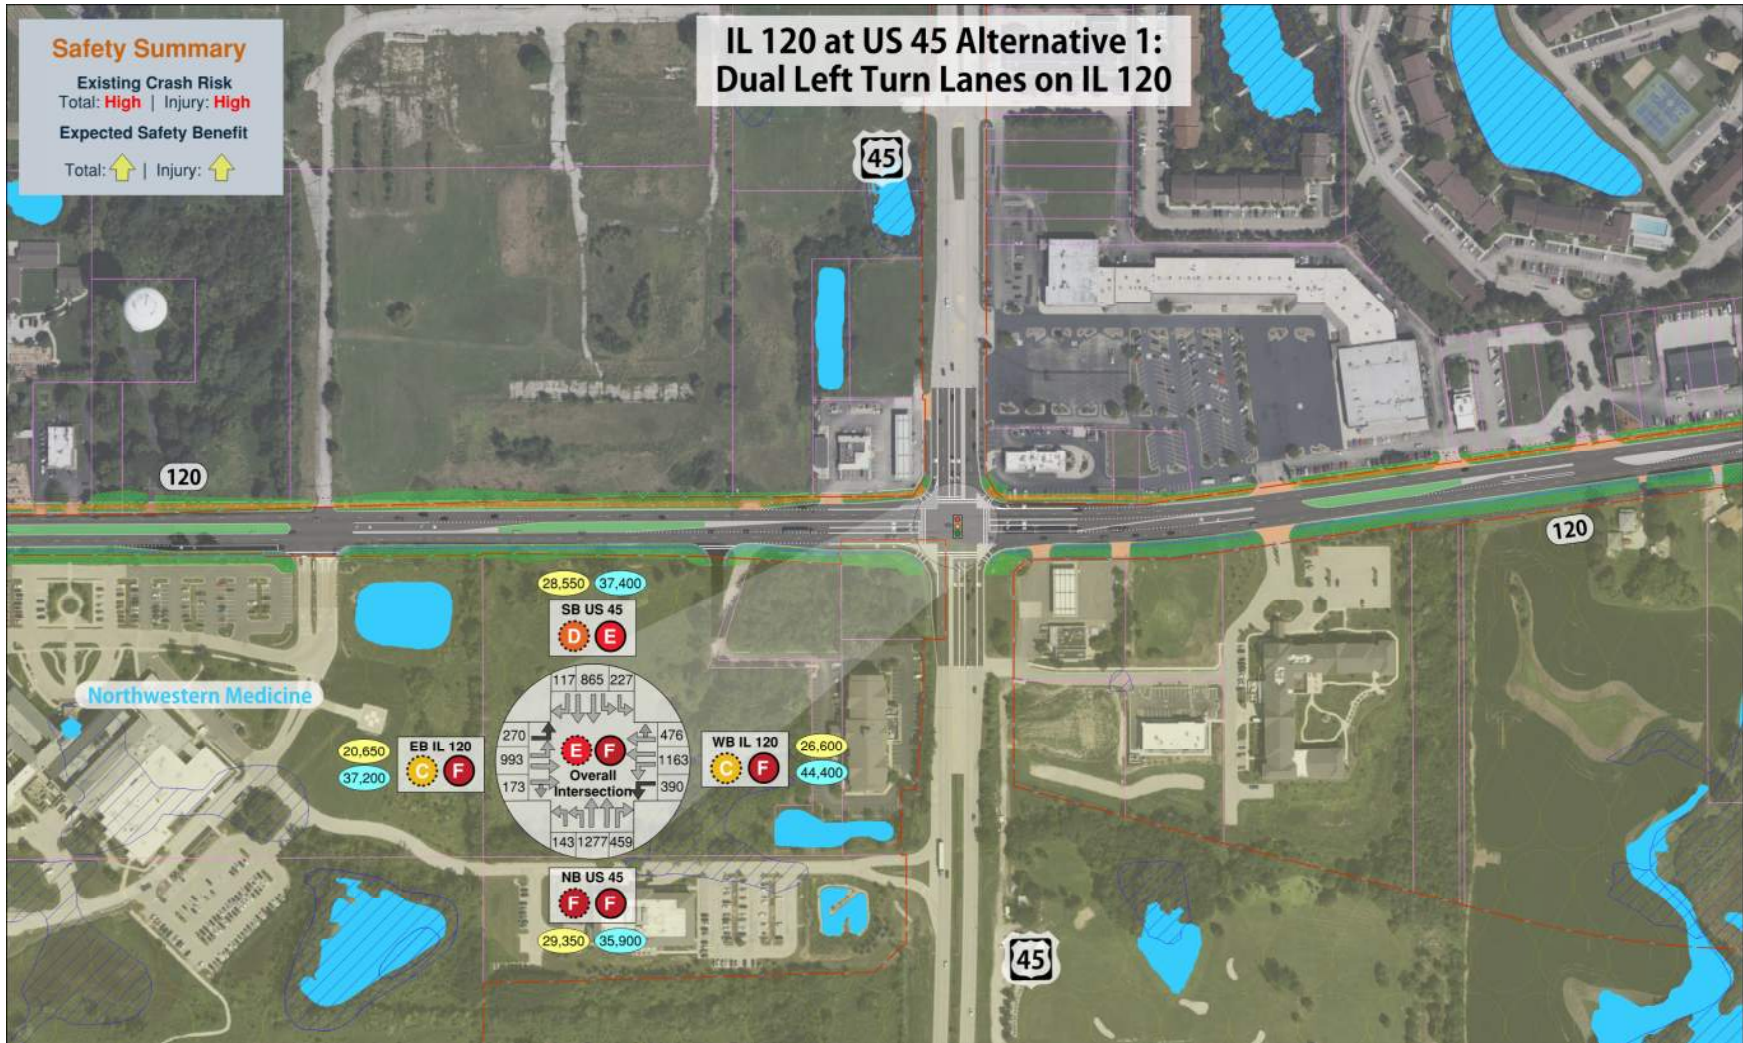 Safety Summary
Existing Crash Risk
Total: High | Injury: High
Expected Safety Benefit
Total: | Injury:
IL 120 at US 45 Alternative 1:
Dual Left Turn Lanes on IL 120
45
120
120
Northwestern Medicine
28,550 37,400
SB US 45
D E
117 865 227
270
993
173
476
1163
390
E F
Overall
Intersection
143 1277 459
20,650
37,200
EB IL 120
C F
WB IL 120
C F
26,600
44,400
NB US 45
F F
29,350 35,900
45